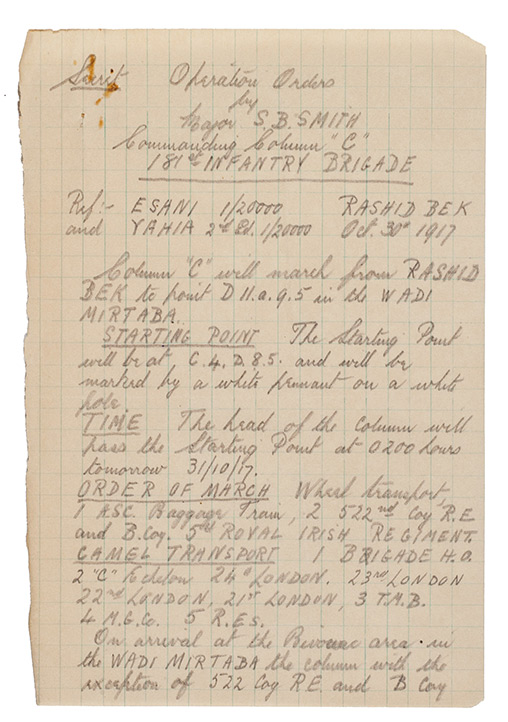 Secret Operation Orders
by
Major S.B. SMITH
Commanding Column "C"
181st INFANTRY BRIGADE
Ref:- ESANI 1/20000 RASHID BEK
and YAHIA 2nd Ed. 1/20000 Oct. 30th 1917
Column "C" will march from RASHID
BEK to point D 11.a.9.5 in the WADI
MIRTABA.
STARTING POINT The Starting Point
will be at C.4.D.8.5. and will be
marked by a white pennant on a white
pole.
TIME The head of the column will
pass the Starting Point at 0200 hours
tomorrow 31/10/17.
ORDER OF MARCH Wheel transport,
1 ASC. Baggage Train, 2 522nd Coy R.E
and B.Coy. 5th ROYAL IRISH REGIMENT.
CAMEL TRANSPORT 1 BRIGADE H.Q.
2 "C" Echelon 24th LONDON. 23rd LONDON
22nd LONDON, 21st LONDON, 3 T.M.B.
4 M.G.Co. 5 R.E's.
On arrival at the Bivouac area in
the WADI MIRTABA the column with the
exception of 522 Coy R.E. and B Coy